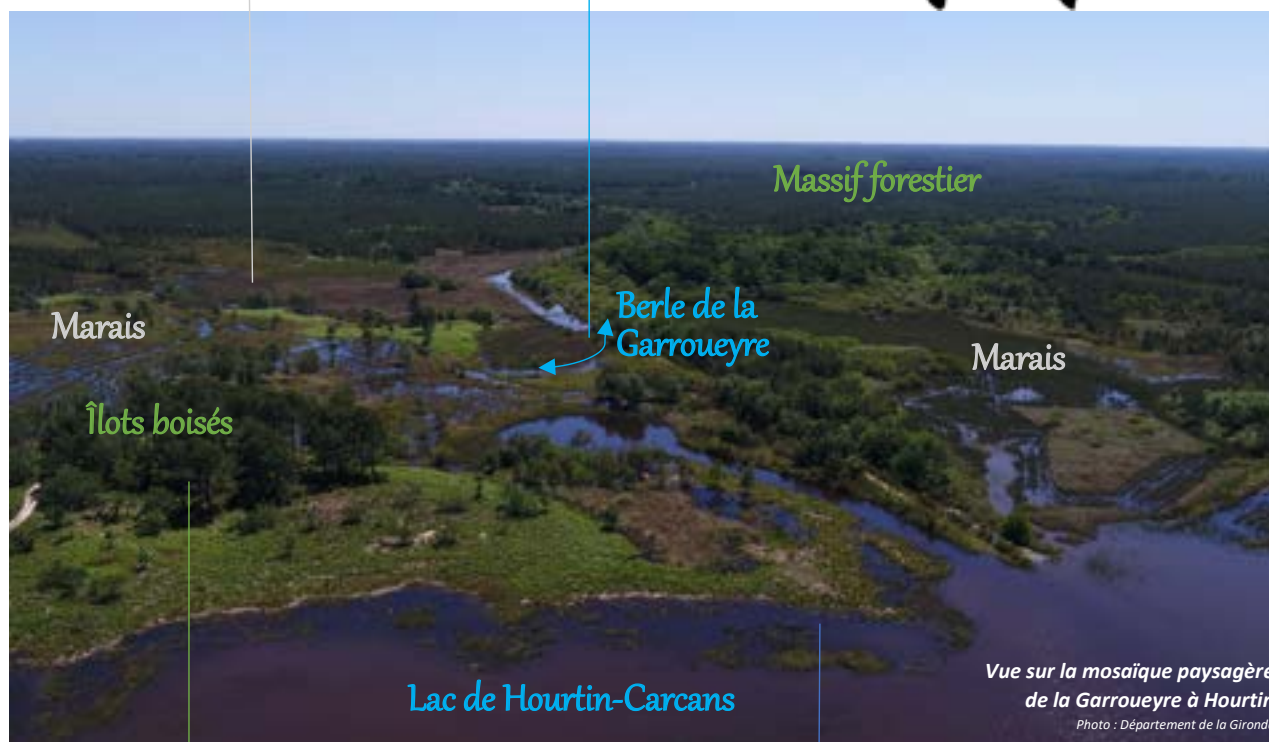 Massif forestier
Berle de la
Garroueyre
Marais
Marais
Îlots boisés
Lac de Hourtin-Carcans
Vue sur la mosaïque paysagère
de la Garroueyre à Hourtin
Photo : Département de la Gironde